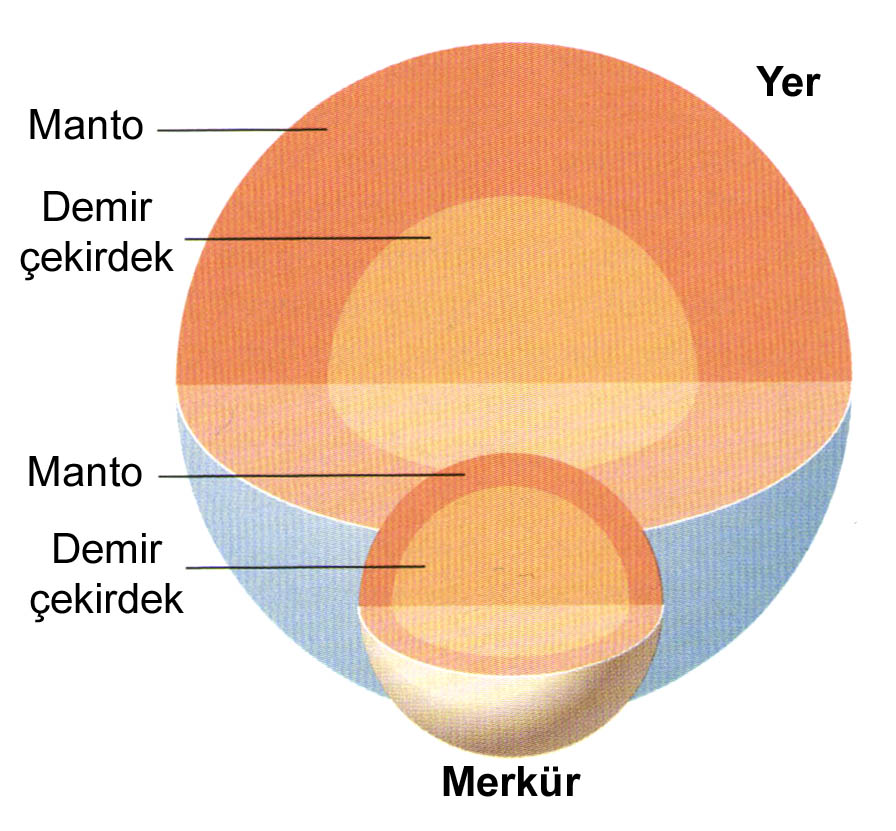 Yer
Manto
Demir
çekirdek
Manto
Demir
çekirdek
Merkür